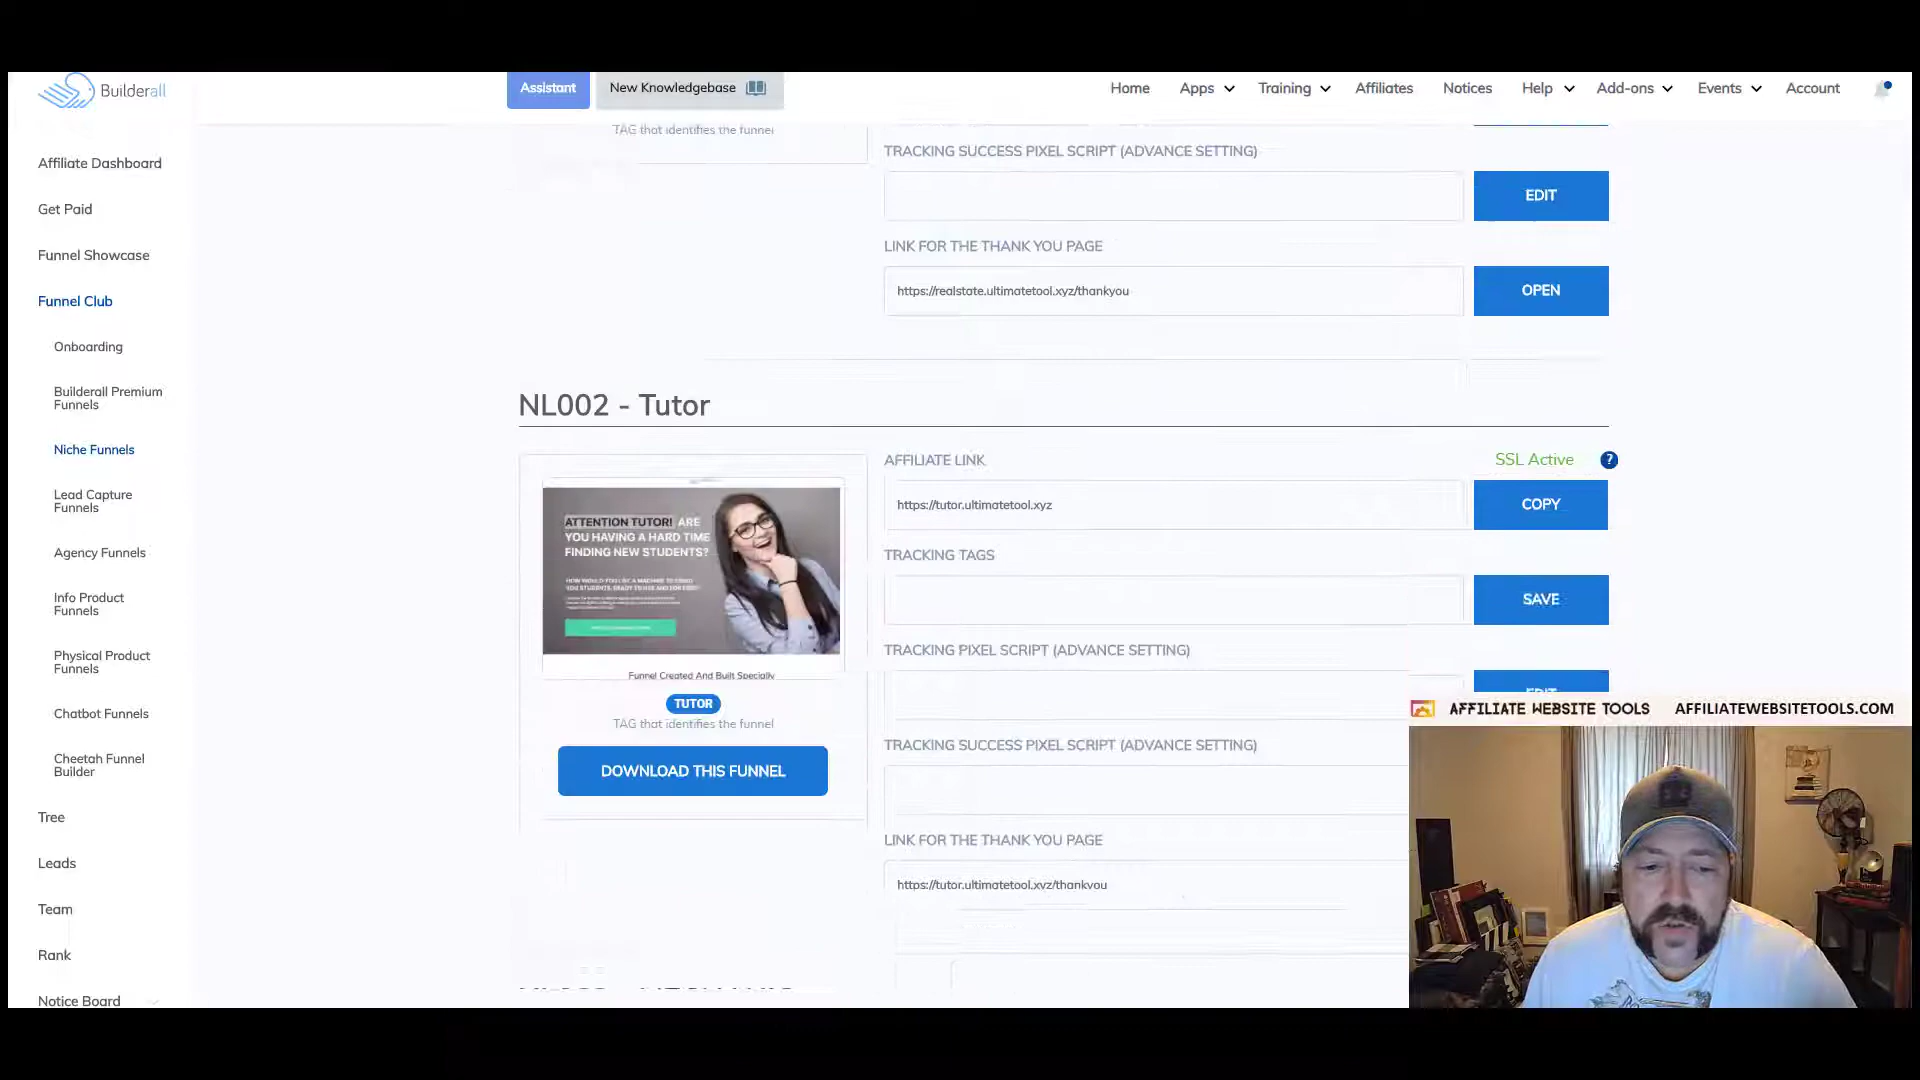 Builderall
Assistant
New Knowledgebase
Home
Apps
Training
Affiliates
Notices
Help
Add-ons
Events
Account
Affiliate Dashboard
Get Paid
Funnel Showcase
Funnel Club
Onboarding
Builderall Premium
Funnels
Niche Funnels
Lead Capture
Funnels
Agency Funnels
Info Product
Funnels
Physical Product
Funnels
Chatbot Funnels
Cheetah Funnel
Builder
Tree
Leads
Team
Rank
Notice Board
TAG that identifies the funnel
TRACKING SUCCESS PIXEL SCRIPT (ADVANCE SETTING)
EDIT
LINK FOR THE THANK YOU PAGE
https://realstate.ultimatetool.xyz/thankyou
OPEN
NL002 - Tutor
ATTENTION TUTOR! ARE
YOU HAVING A HARD TIME
FINDING NEW STUDENTS?
Funnel Created And Built Specially
TUTOR
TAG that identifies the funnel
DOWNLOAD THIS FUNNEL
AFFILIATE LINK
SSL Active
?
https://tutor.ultimatetool.xyz
COPY
TRACKING TAGS
SAVE
TRACKING PIXEL SCRIPT (ADVANCE SETTING)
EDIT
TRACKING SUCCESS PIXEL SCRIPT (ADVANCE SETTING)
LINK FOR THE THANK YOU PAGE
https://tutor.ultimatetool.xyz/thankyou
AFFILIATE WEBSITE TOOLS
AFFILIATEWEBSITETOOLS.COM